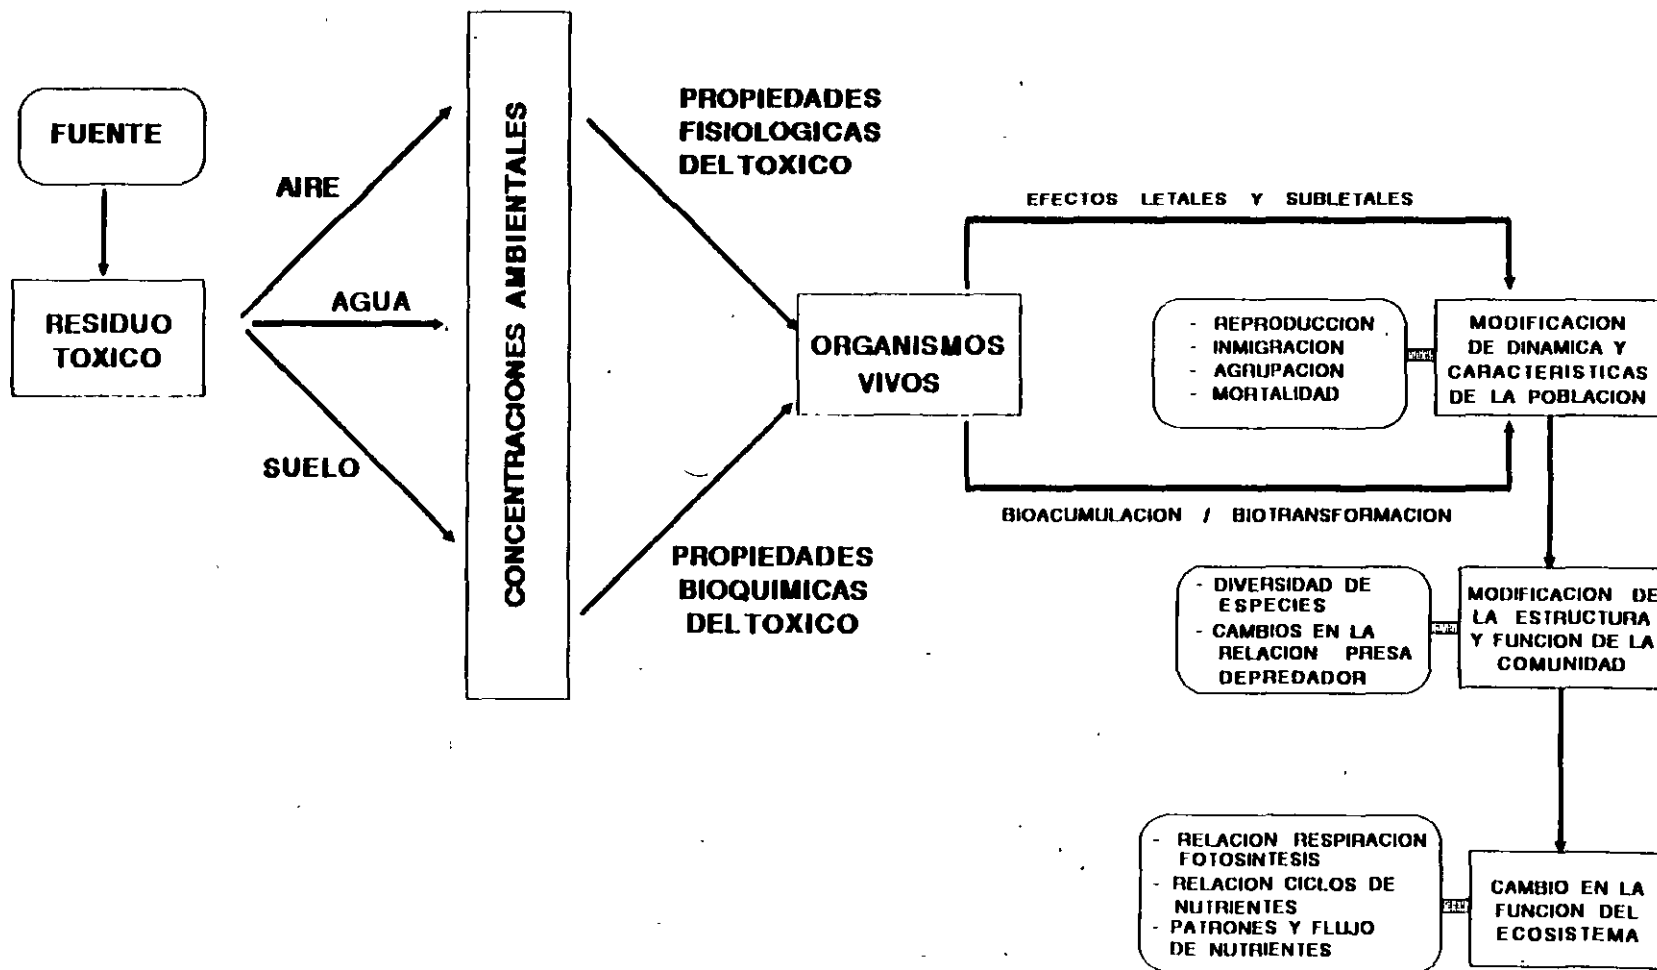 FUENTE
RESIDUO
TOXICO
AIRE
AGUA
SUELO
CONCENTRACIONES AMBIENTALES
PROPIEDADES
FISIOLOGICAS
DEL TOXICO
PROPIEDADES
BIOQUIMICAS
DEL TOXICO
ORGANISMOS
VIVOS
EFECTOS LETALES Y SUBLETALES
BIOACUMULACION / BIOTRANSFORMACION
- REPRODUCCION
- INMIGRACION
- AGRUPACION
- MORTALIDAD
MODIFICACION
DE DINAMICA Y
CARACTERISTICAS
DE LA POBLACION
- DIVERSIDAD DE
ESPECIES
- CAMBIOS EN LA
RELACION PRESA
DEPREDADOR
MODIFICACION DE
LA ESTRUCTURA
Y FUNCION DE LA
COMUNIDAD
- RELACION RESPIRACION
FOTOSINTESIS
- RELACION CICLOS DE
NUTRIENTES
- PATRONES Y FLUJO
DE NUTRIENTES
CAMBIO EN LA
FUNCION DEL
ECOSISTEMA